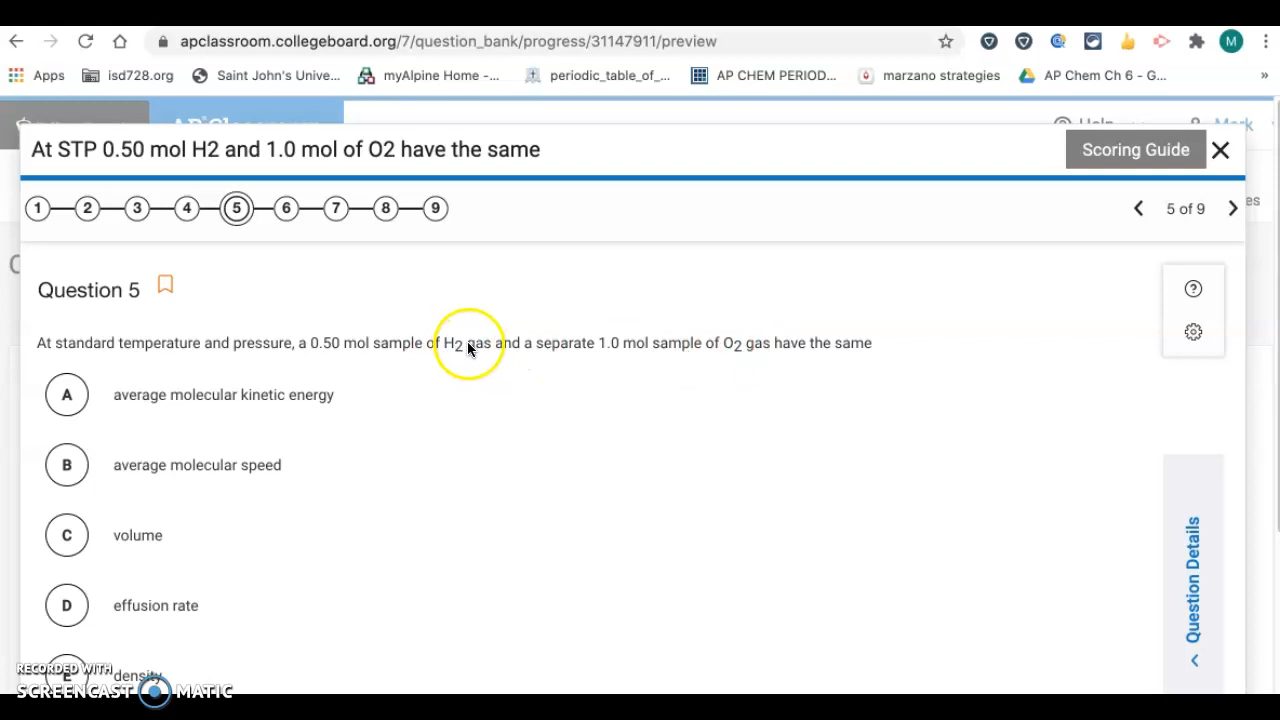 apclassroom.collegeboard.org/7/question_bank/progress/31147911/preview
M
Apps isd728.org Saint John's Unive... myAlpine Home -... periodic_table_of_... AP CHEM PERIOD... marzano strategies AP Chem Ch 6 - G... »
Help Mark
At STP 0.50 mol H2 and 1.0 mol of O2 have the same
Scoring Guide
1 2 3 4 5 6 7 8 9
5 of 9
Question 5
At standard temperature and pressure, a 0.50 mol sample of H2 gas and a separate 1.0 mol sample of O2 gas have the same
A average molecular kinetic energy
B average molecular speed
C volume
D effusion rate
E density
Question Details
RECORDED WITH
SCREENCAST MATIC